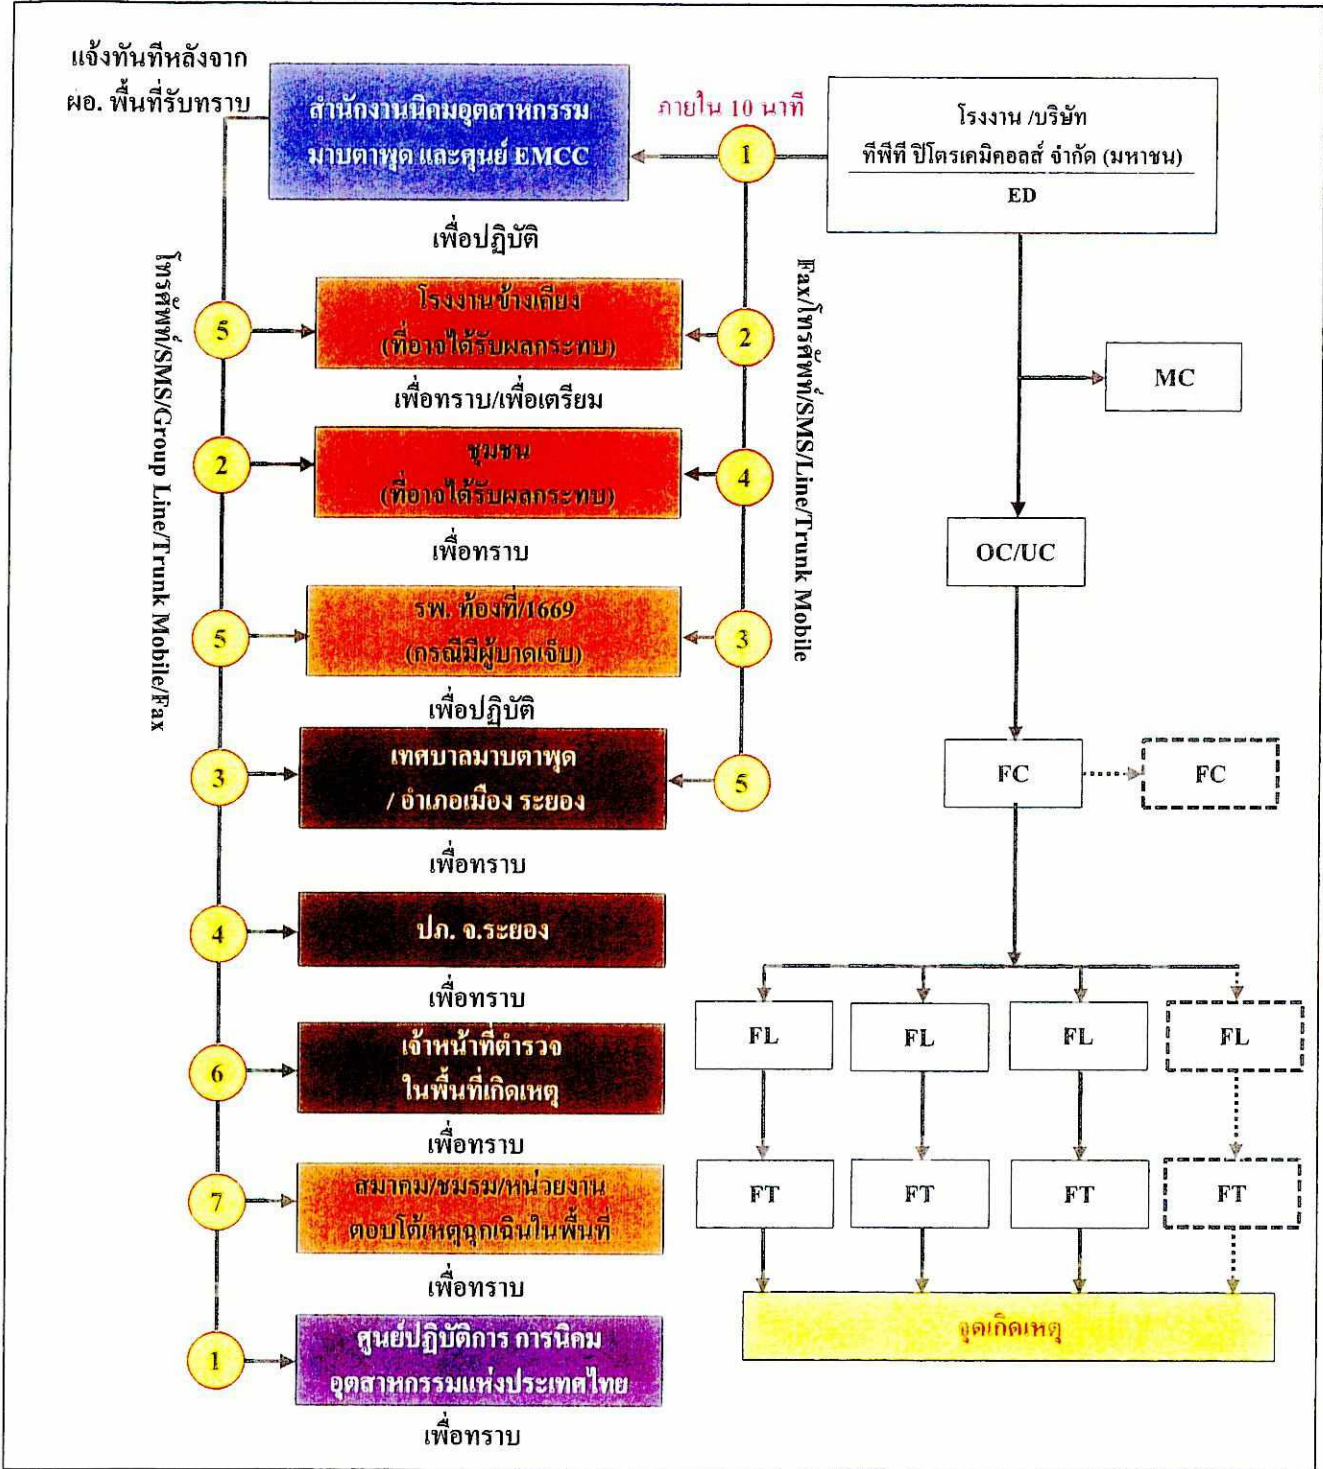 แจ้งทันทีหลังจาก
ผอ. พื้นที่รับทราบ
สำนักงานนิคมอุตสาหกรรม
มาบตาพุด และศูนย์ EMCC
ภายใน 10 นาที
1
โรงงาน /บริษัท
ทีพีที ปิโตรเคมิคอลส์ จำกัด (มหาชน)
ED
เพื่อปฏิบัติ
โทรศัพท์/SMS/Group Line/Trunk Mobile/Fax
Fax/โทรศัพท์/SMS/Line/Trunk Mobile
5
โรงงานข้างเคียง
(ที่อาจได้รับผลกระทบ)
2
MC
เพื่อทราบ/เพื่อเตรียม
2
ชุมชน
(ที่อาจได้รับผลกระทบ)
4
เพื่อทราบ
OC/UC
5
รพ. ท้องที่/1669
(กรณีมีผู้บาดเจ็บ)
3
เพื่อปฏิบัติ
3
เทศบาลมาบตาพุด
/ อำเภอเมือง ระยอง
5
FC
FC
เพื่อทราบ
4
ปภ. จ.ระยอง
เพื่อทราบ
6
เจ้าหน้าที่ตำรวจ
ในพื้นที่เกิดเหตุ
FL
FL
FL
FL
เพื่อทราบ
7
สมาคม/ชมรม/หน่วยงาน
ตอบโต้เหตุฉุกเฉินในพื้นที่
FT
FT
FT
FT
เพื่อทราบ
1
ศูนย์ปฏิบัติการ การนิคม
อุตสาหกรรมแห่งประเทศไทย
จุดเกิดเหตุ
เพื่อทราบ